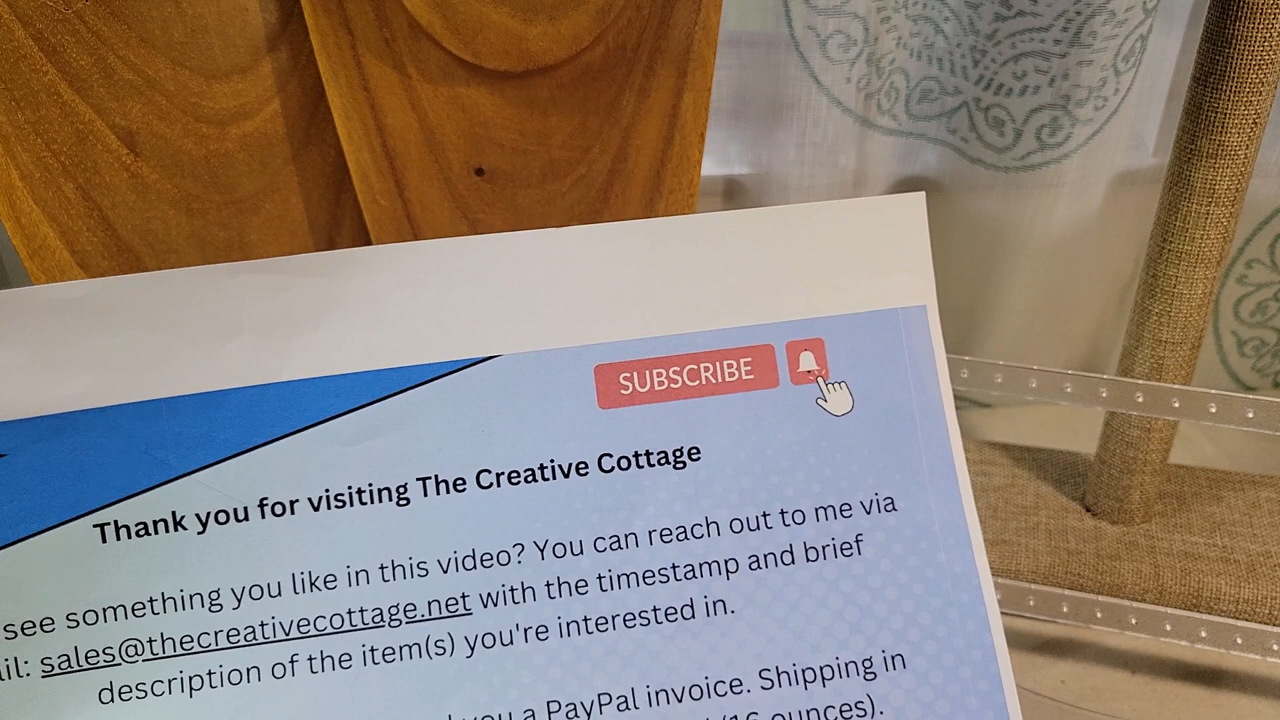 SUBSCRIBE
Thank you for visiting The Creative Cottage
see something you like in this video? You can reach out to me via
sales@thecreativecottage.net with the timestamp and brief
description of the item(s) you're interested in.
you a PayPal invoice. Shipping in
ounces).